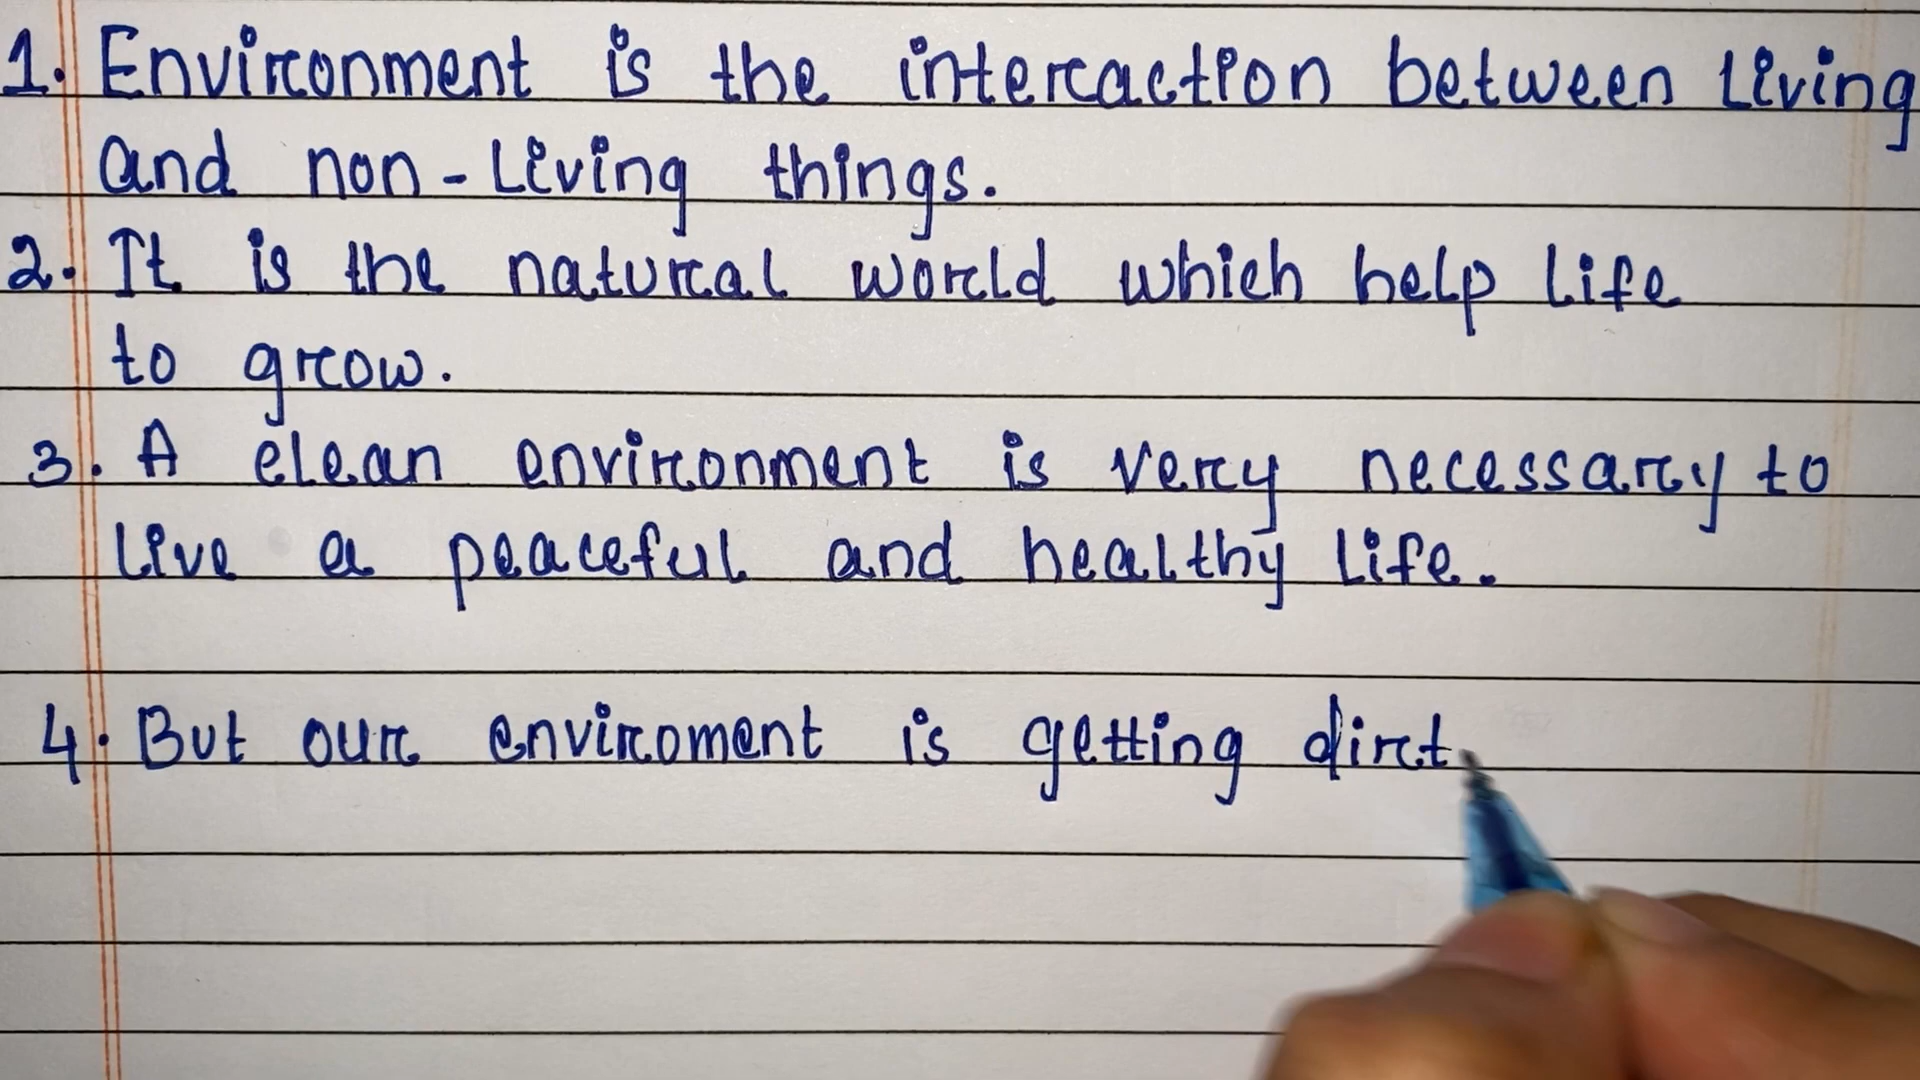 1. Environment is the interaction between living
and non-living things.
2. It is the natural world which help life
to grow.
3. A clean environment is very necessary to
live a peaceful and healthy life.
4. But our enviroment is getting dirt